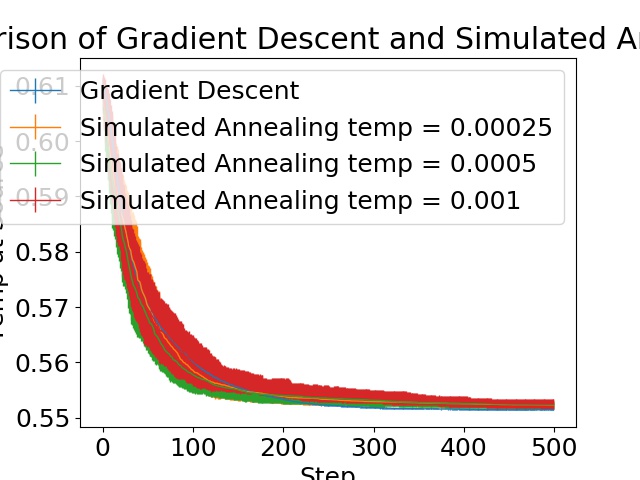 rison of Gradient Descent and Simulated A
0.61
0.60
0.59
0.58
0.57
0.56
0.55
Gradient Descent
Simulated Annealing temp = 0.00025
Simulated Annealing temp = 0.0005
Simulated Annealing temp = 0.001
0 100 200 300 400 500
Step